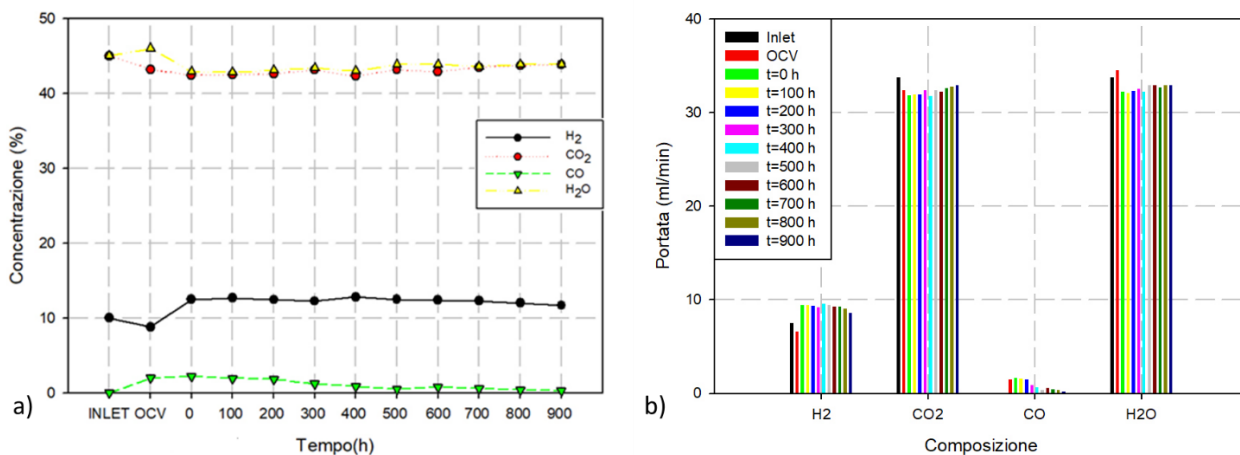 50
40
30
20
10
0
Concentrazione (%)
H₂
CO₂
CO
H₂O
INLET OCV 0 100 200 300 400 500 600 700 800 900
Tempo(h)
a)
40
30
20
10
0
Portata (ml/min)
Inlet
OCV
t=0 h
t=100 h
t=200 h
t=300 h
t=400 h
t=500 h
t=600 h
t=700 h
t=800 h
t=900 h
H2 CO2 CO H2O
Composizione
b)